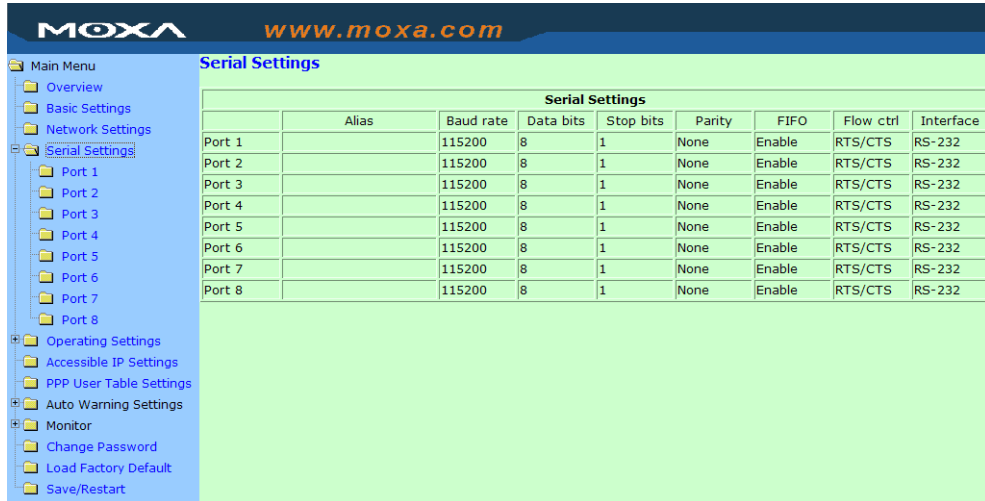 MOXA www.moxa.com
Main Menu
Overview
Basic Settings
Network Settings
Serial Settings
Port 1
Port 2
Port 3
Port 4
Port 5
Port 6
Port 7
Port 8
Operating Settings
Accessible IP Settings
PPP User Table Settings
Auto Warning Settings
Monitor
Change Password
Load Factory Default
Save/Restart
Serial Settings
Serial Settings
Alias Baud rate Data bits Stop bits Parity FIFO Flow ctrl Interface
Port 1 115200 8 1 None Enable RTS/CTS RS-232
Port 2 115200 8 1 None Enable RTS/CTS RS-232
Port 3 115200 8 1 None Enable RTS/CTS RS-232
Port 4 115200 8 1 None Enable RTS/CTS RS-232
Port 5 115200 8 1 None Enable RTS/CTS RS-232
Port 6 115200 8 1 None Enable RTS/CTS RS-232
Port 7 115200 8 1 None Enable RTS/CTS RS-232
Port 8 115200 8 1 None Enable RTS/CTS RS-232